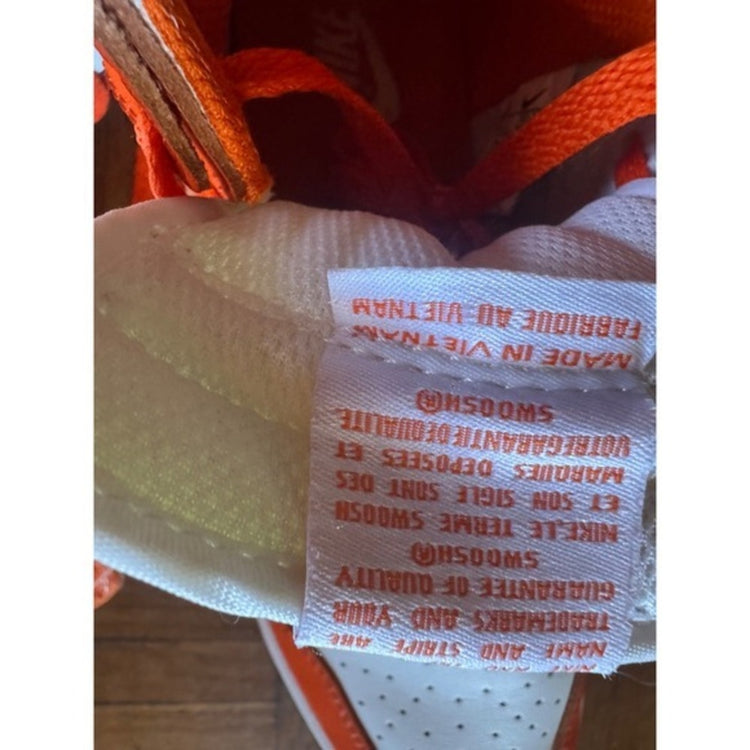 NAME AND STRIPE ARE
TRADEMARKS AND YOUR
GUARANTEE OF QUALITY
SWOOSH®
NIKE.LE TERME SWOOSH
ET SON SIGLE SONT DES
MARQUES DEPOSEES ET
VOTREGARANTIE DEQUALITE
SWOOSH®
MADE IN VIETNAM
FABRIQUE AU VIETNAM
NIKE